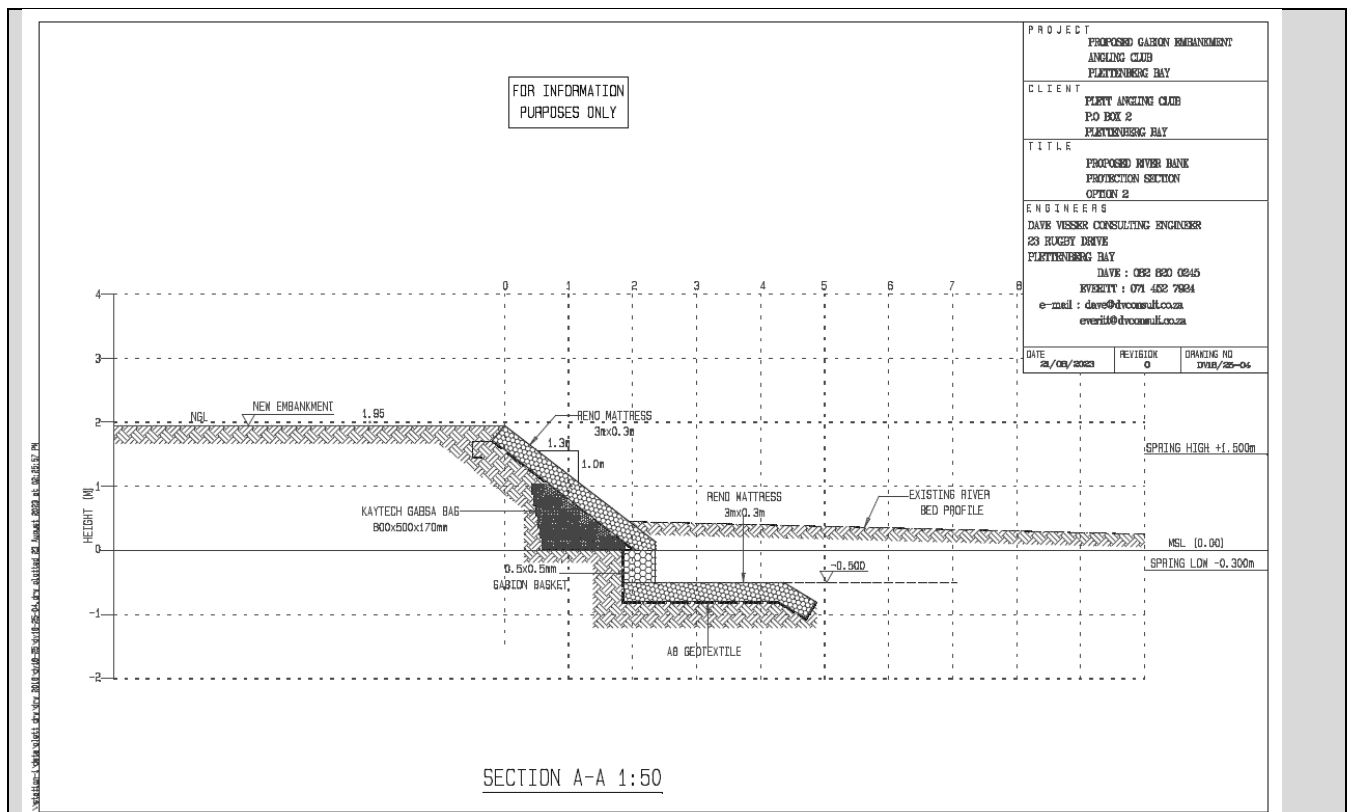 PROJECT
PROPOSED GABION EMBANKMENT
ANGLING CLUB
PLETTENBERG BAY
CLIENT
PLETT ANGLING CLUB
P.O BOX 2
PLETTENBERG BAY
TITLE
PROPOSED RIVER BANK
PROTECTION SECTION
OPTION 2
ENGINEERS
DAVE VISSER CONSULTING ENGINEER
23 RUGBY DRIVE
PLETTENBERG BAY
DAVE : 082 820 0245
EVERITT : 071 452 7924
e-mail : dave@dvconsult.co.za
everitt@dvconsult.co.za
DATE REVISION DRAWING NO
21/08/2023 0 DV18/25-04
FOR INFORMATION
PURPOSES ONLY
0 1 2 3 4 5 6 7 8
4
3
2
1
0
-1
-2
HEIGHT [M]
NGL
NEW EMBANKMENT
1.95
RENO MATTRESS
3mx0.3m
1.3m
1.0m
SPRING HIGH +1.500m
KAYTECH GABSA BAG
800x500x170mm
RENO MATTRESS
3mx0.3m
EXISTING RIVER
BED PROFILE
MSL (0.00)
SPRING LOW -0.300m
0.5x0.5mm
GABION BASKET
-0.500
A8 GEOTEXTILE
SECTION A-A 1:50